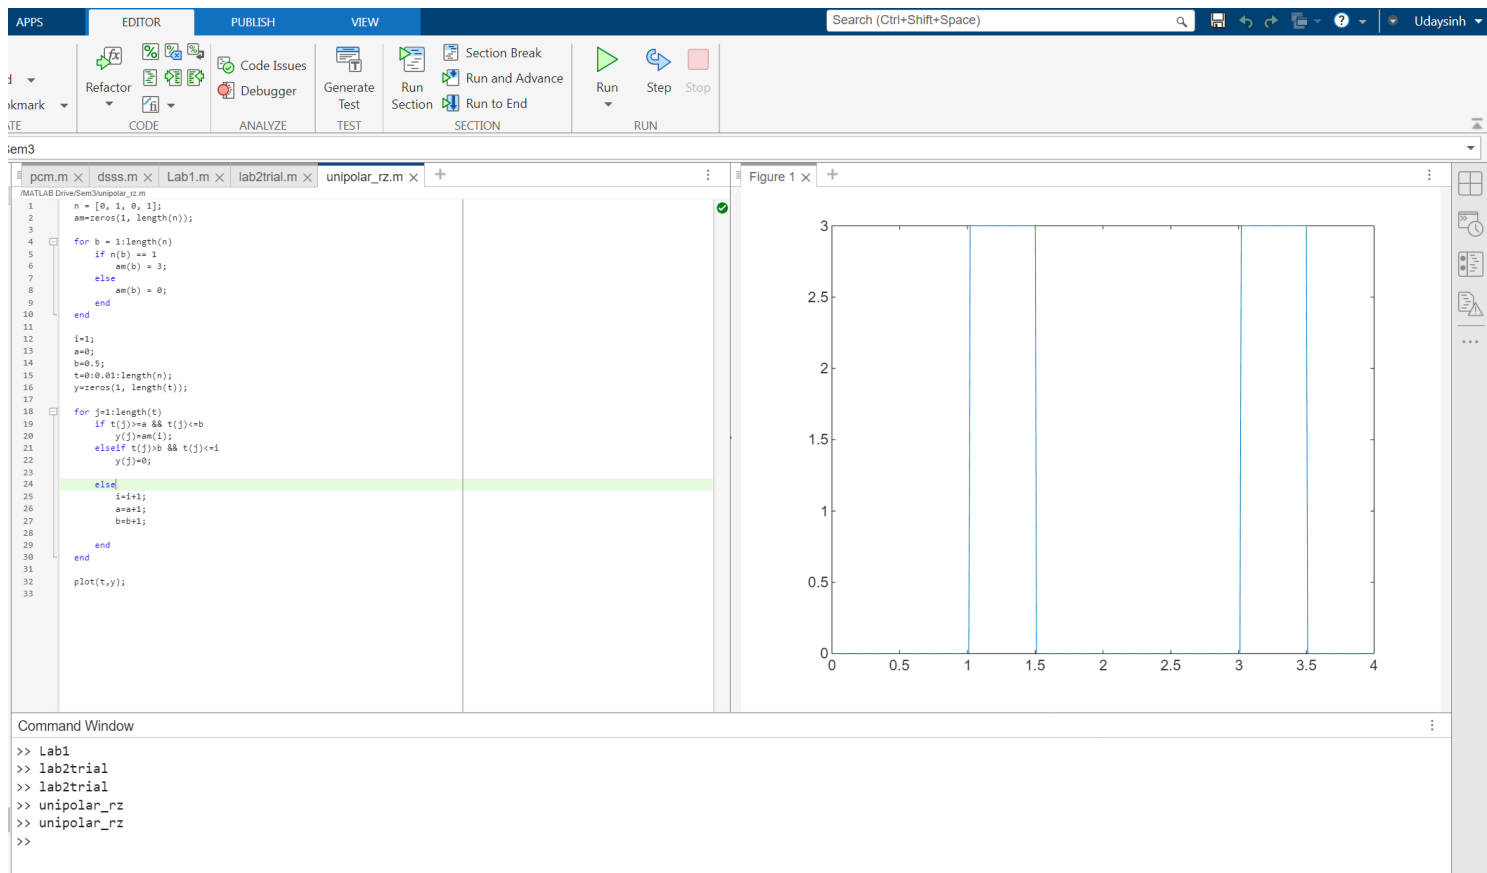 APPS EDITOR PUBLISH VIEW Search (Ctrl+Shift+Space) Udaysinh
Refactor
Code Issues
Debugger
Generate Test
Run Section
Section Break
Run and Advance
Run to End
Run Step Stop
CODE ANALYZE TEST SECTION RUN
Sem3
pcm.m dsss.m Lab1.m lab2trial.m unipolar_rz.m
/MATLAB Drive/Sem3/unipolar_rz.m
1 n = [0, 1, 0, 1];
2 am=zeros(1, length(n));
3
4 for b = 1:length(n)
5 if n(b) == 1
6 am(b) = 3;
7 else
8 am(b) = 0;
9 end
10 end
11
12 i=1;
13 a=0;
14 b=0.5;
15 t=0:0.01:length(n);
16 y=zeros(1, length(t));
17
18 for j=1:length(t)
19 if t(j)>=a && t(j)<=b
20 y(j)=am(i);
21 elseif t(j)>b && t(j)<=i
22 y(j)=0;
23
24 else
25 i=i+1;
26 a=a+1;
27 b=b+1;
28
29 end
30 end
31
32 plot(t,y);
33
Figure 1
3
2.5
2
1.5
1
0.5
0
0 0.5 1 1.5 2 2.5 3 3.5 4
Command Window
>> Lab1
>> lab2trial
>> lab2trial
>> unipolar_rz
>> unipolar_rz
>>